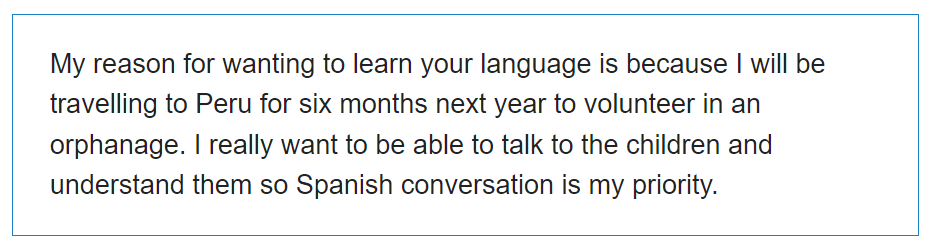 My reason for wanting to learn your language is because I will be
travelling to Peru for six months next year to volunteer in an
orphanage. I really want to be able to talk to the children and
understand them so Spanish conversation is my priority.